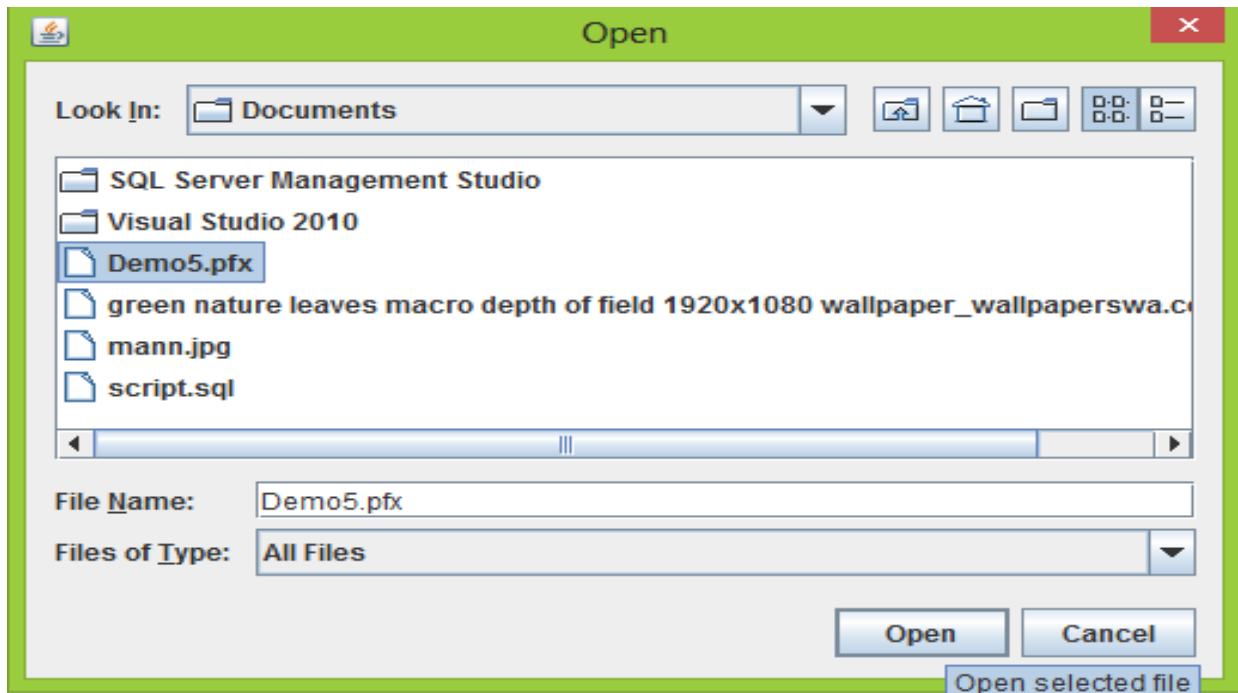 Open
Look In: Documents
SQL Server Management Studio
Visual Studio 2010
Demo5.pfx
green nature leaves macro depth of field 1920x1080 wallpaper_wallpaperswa.c
mann.jpg
script.sql
File Name: Demo5.pfx
Files of Type: All Files
Open Cancel
Open selected file